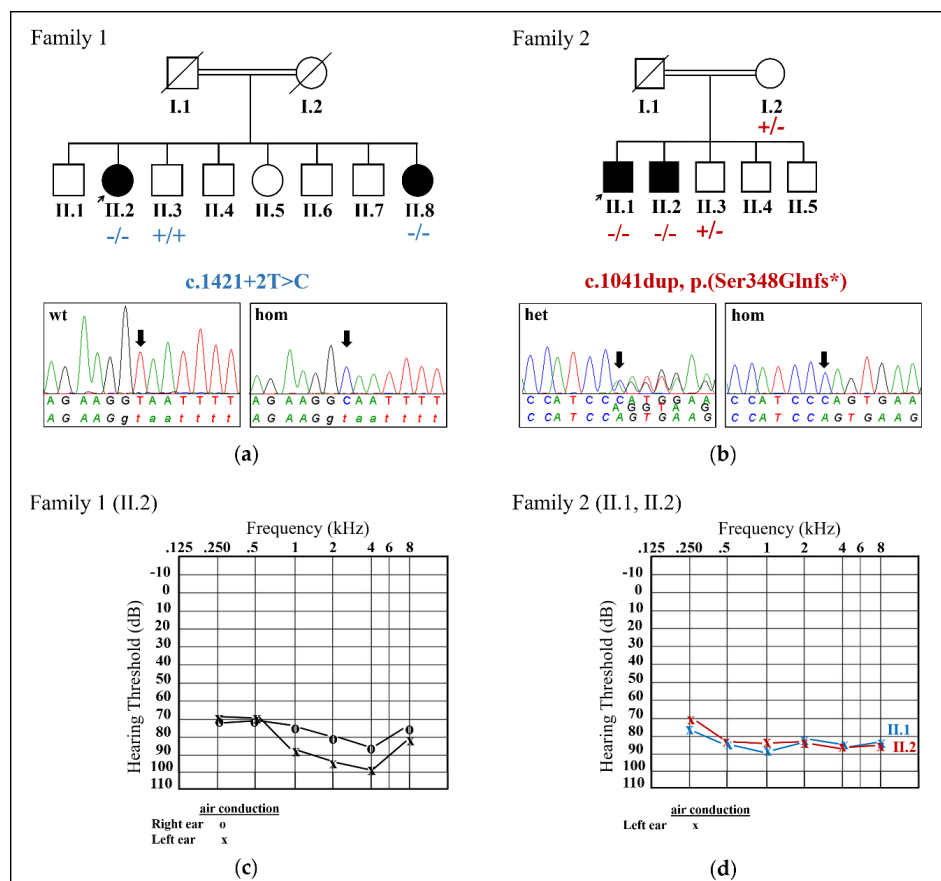 Family 1
I.1 I.2
II.1 II.2 II.3 II.4 II.5 II.6 II.7 II.8
-/- +/+ -/-
c.1421+2T>C
wt
A G A A G G T A A T T T T
A G A A G g t a a t t t t
hom
A G A A G G C A A T T T T
A G A A G g t a a t t t t
(a)
Family 2
I.1 I.2
+/-
II.1 II.2 II.3 II.4 II.5
-/- -/- +/-
c.1041dup, p.(Ser348Glnfs*)
het
C C A T C C C A T G G A A
A G G T A A G
C C A T C C A G T G A A G
hom
C C A T C C C A G T G A A
C C A T C C A G T G A A G
(b)
Family 1 (II.2)
Frequency (kHz)
.125 .250 .5 1 2 4 6 8
Hearing Threshold (dB)
-10
0
10
20
30
40
50
60
70
80
90
100
110
air conduction
Right ear o
Left ear x
(c)
Family 2 (II.1, II.2)
Frequency (kHz)
.125 .250 .5 1 2 4 6 8
Hearing Threshold (dB)
-10
0
10
20
30
40
50
60
70
80
90
100
110
II.1
II.2
air conduction
Left ear x
(d)